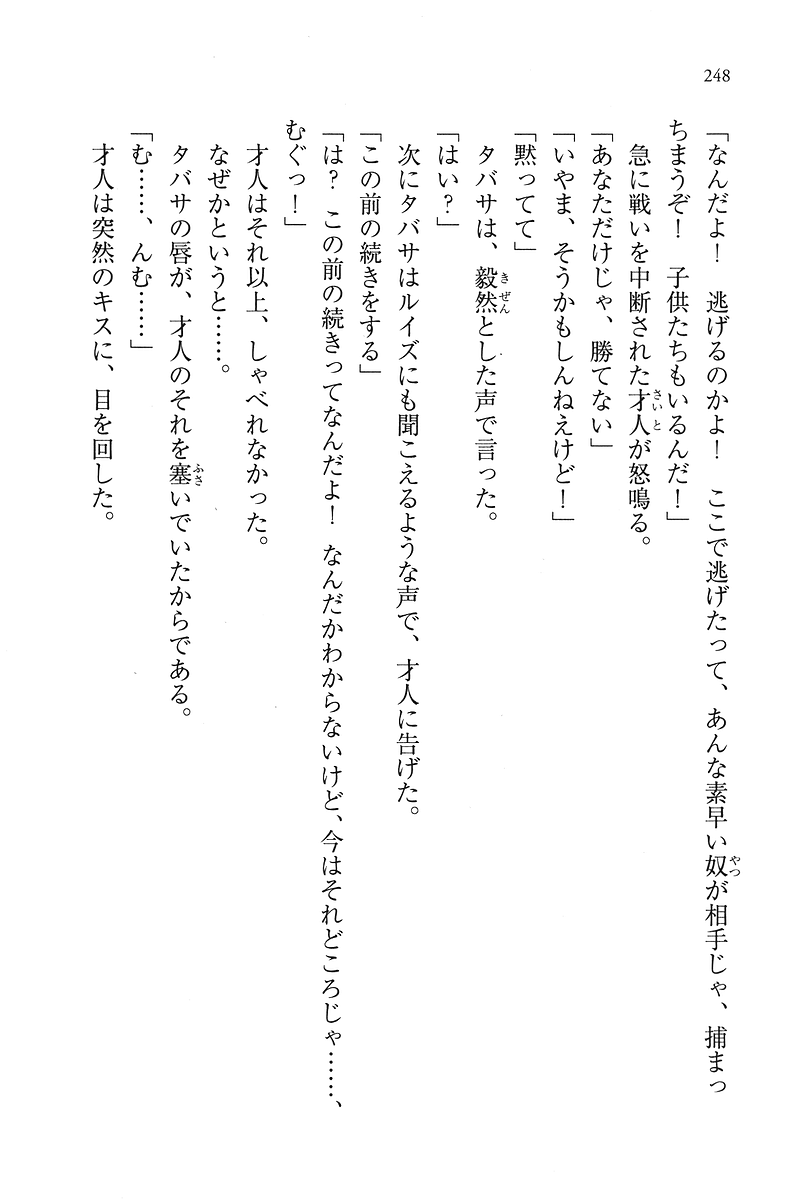 248
「なんだよ！　逃げるのかよ！　ここで逃げたって、あんな素早い奴が相手じゃ、捕まっ
ちまうぞ！　子供たちもいるんだ！」
急に戦いを中断された才人が怒鳴る。
「あなただけじゃ、勝てない」
「いやま、そうかもしんねえけど！」
「黙ってて」
タバサは、毅然とした声で言った。
「はい？」
次にタバサはルイズにも聞こえるような声で、才人に告げた。
「この前の続きをする」
「は？　この前の続きってなんだよ！　なんだかわからないけど、今はそれどころじゃ……、
むぐっ！」
才人はそれ以上、しゃべれなかった。
なぜかというと……。
タバサの唇が、才人のそれを塞いでいたからである。
「む……、んむ……」
才人は突然のキスに、目を回した。